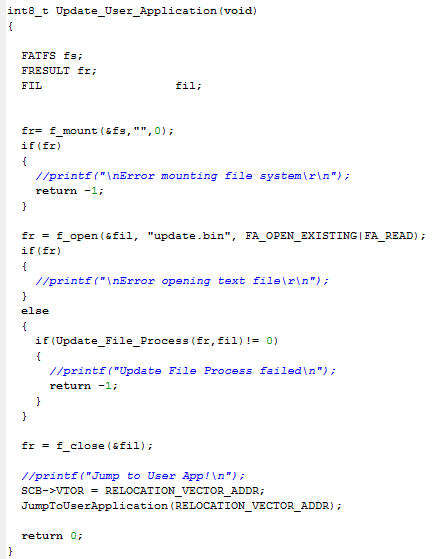 int8_t Update_User_Application(void)
{
FATFS fs;
FRESULT fr;
FIL fil;
fr= f_mount(&fs,"",0);
if(fr)
{
//printf("\nError mounting file system\r\n");
return -1;
}
fr = f_open(&fil, "update.bin", FA_OPEN_EXISTING|FA_READ);
if(fr)
{
//printf("\nError opening text file\r\n");
}
else
{
if(Update_File_Process(fr,fil)!= 0)
{
//printf("Update File Process failed\n");
return -1;
}
}
fr = f_close(&fil);
//printf("Jump to User App!\n");
SCB->VTOR = RELOCATION_VECTOR_ADDR;
JumpToUserApplication(RELOCATION_VECTOR_ADDR);
return 0;
}